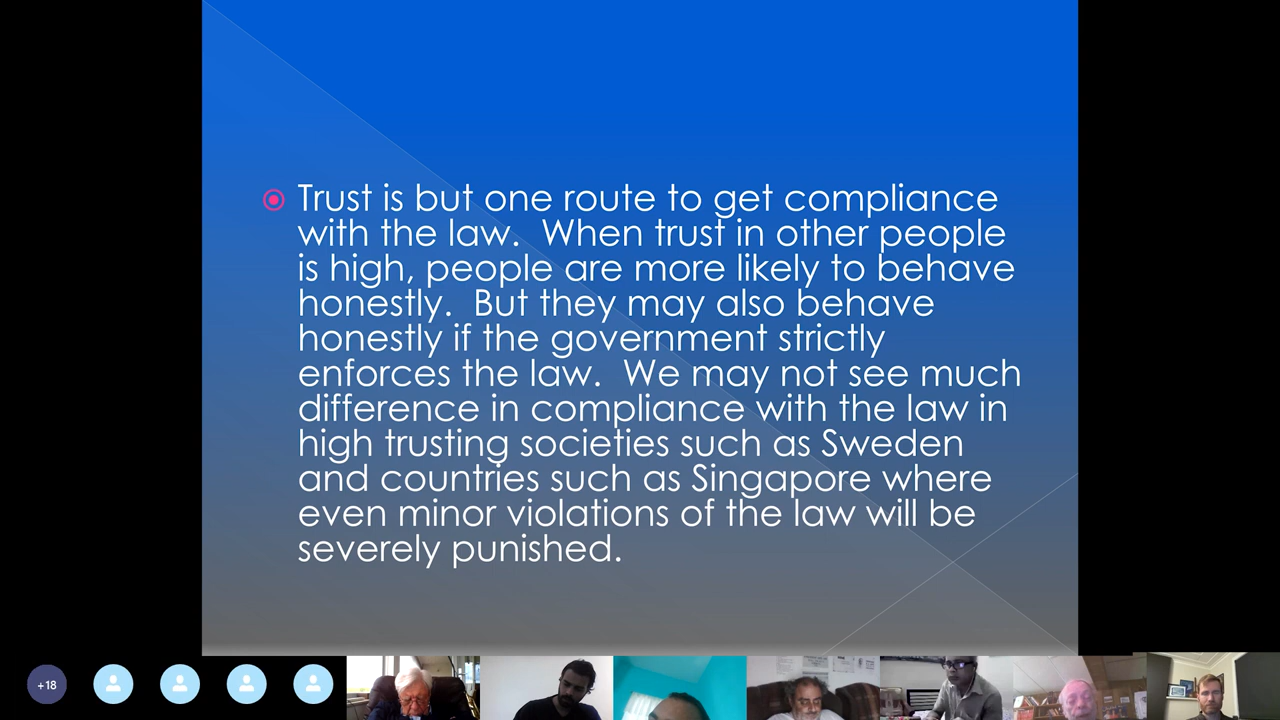 Trust is but one route to get compliance
with the law.  When trust in other people
is high, people are more likely to behave
honestly.  But they may also behave
honestly if the government strictly
enforces the law.  We may not see much
difference in compliance with the law in
high trusting societies such as Sweden
and countries such as Singapore where
even minor violations of the law will be
severely punished.
+18